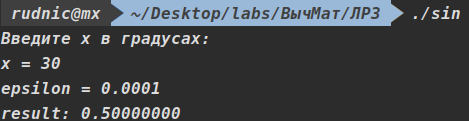 rudnic@mx ~/Desktop/labs/ВычМат/ЛР3 ./sin
Введите x в градусах:
x = 30
epsilon = 0.0001
result: 0.50000000